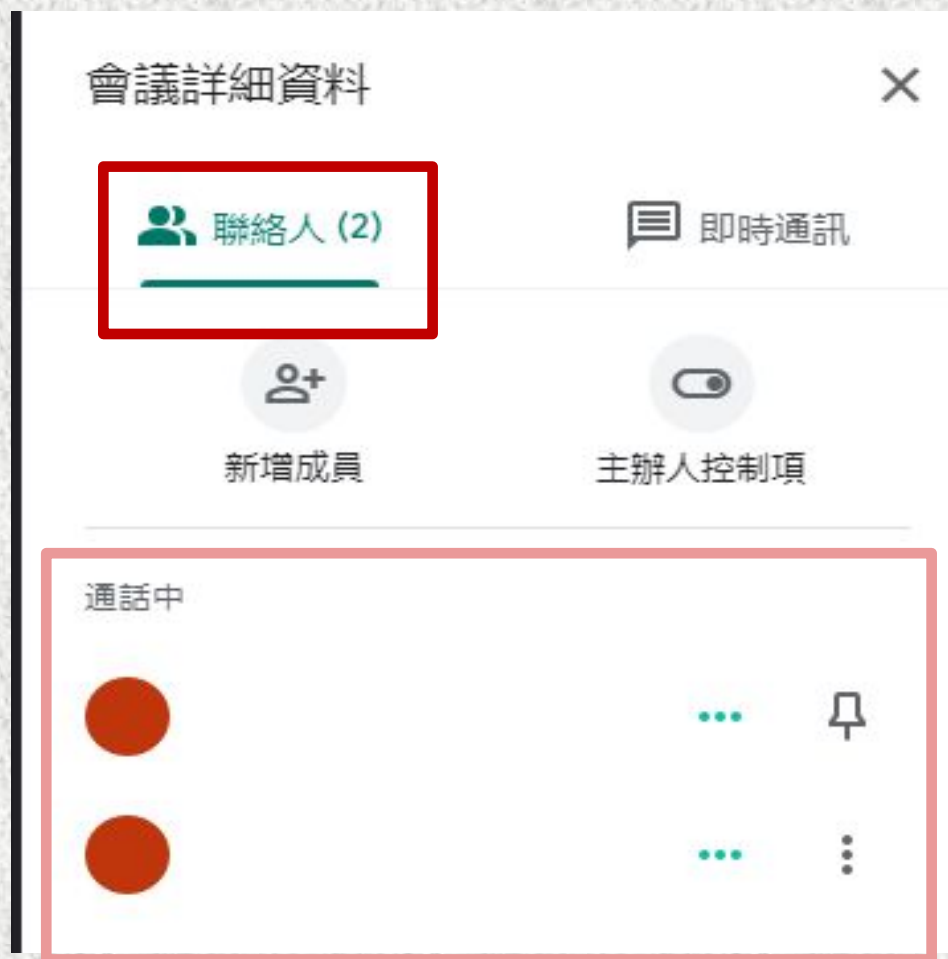 會議詳細資料
聯絡人 (2)
即時通訊
新增成員
主辦人控制項
通話中